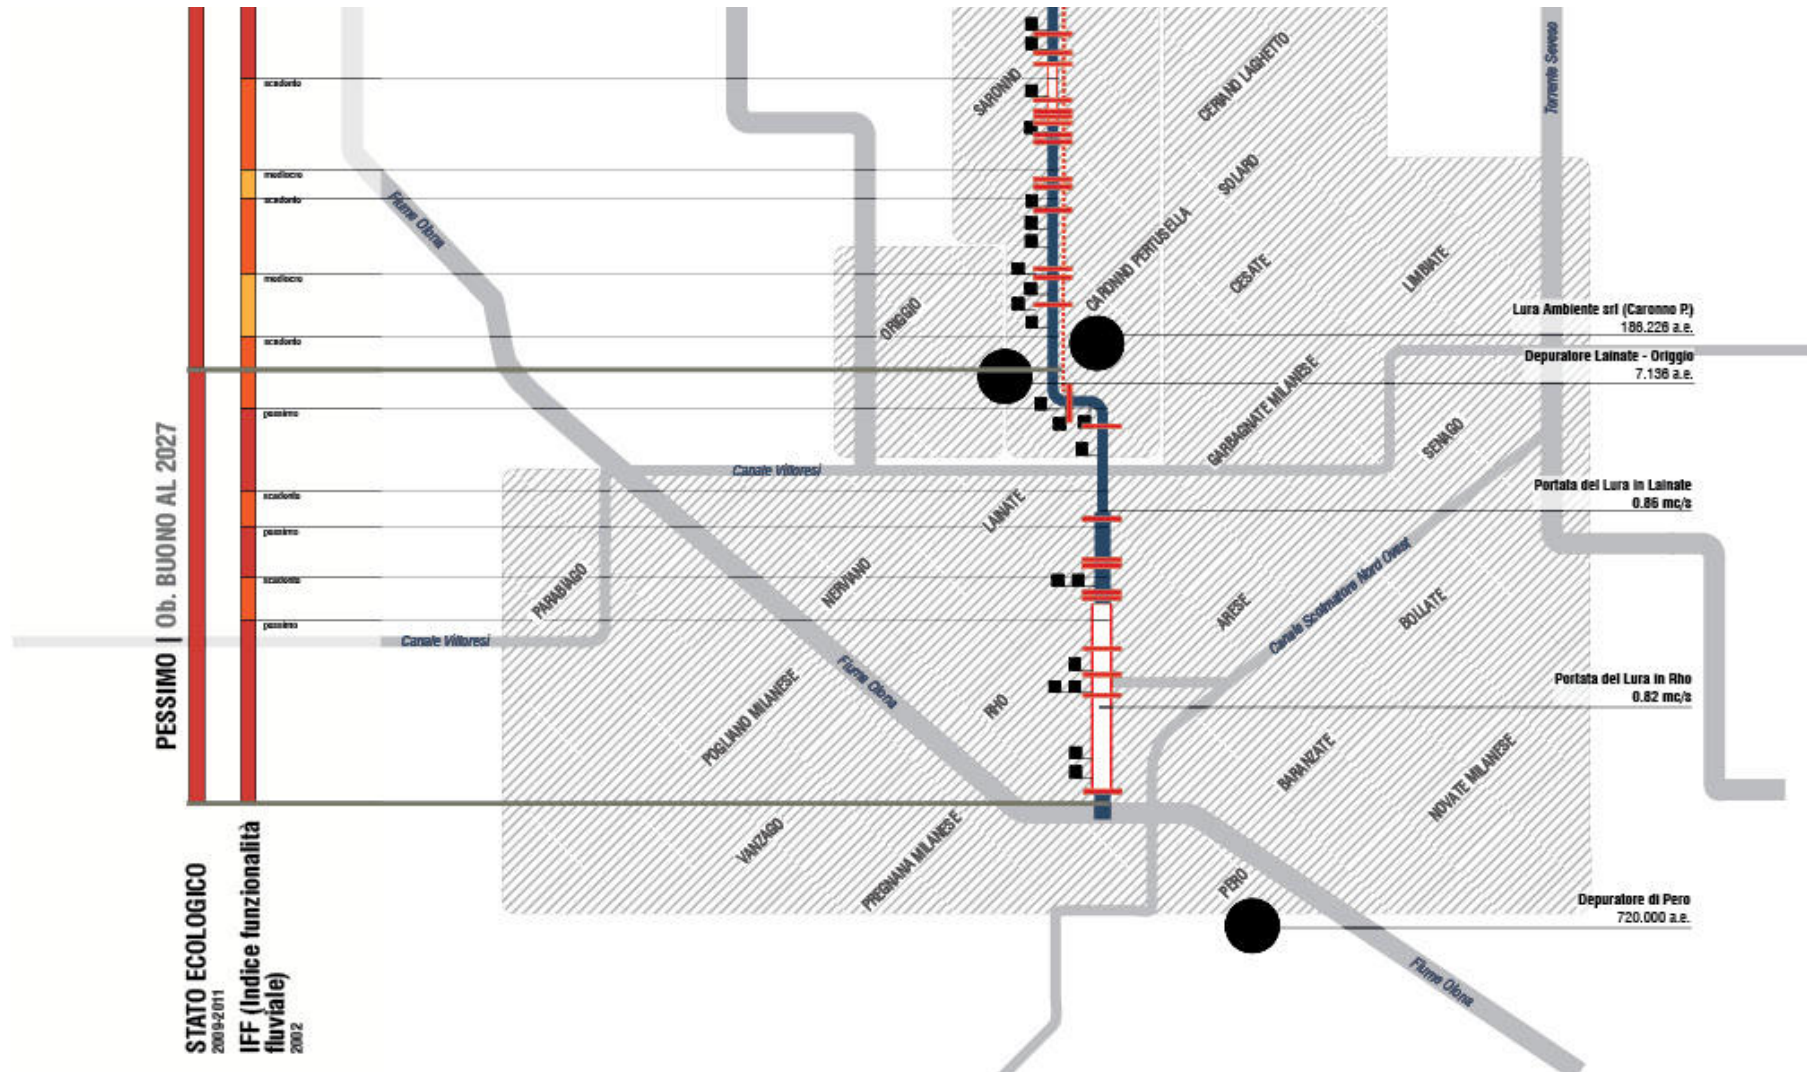 scadente
mediocre
scadente
mediocre
scadente
pessimo
scadente
pessimo
scadente
pessimo
PESSIMO | Ob. BUONO AL 2027
STATO ECOLOGICO
2009-2011
IFF (Indice funzionalità
fluviale)
2002
Fiume Olona
SARONNO
CERIANO LAGHETTO
Torrente Seveso
SOLARO
CARONNO PERTUSELLA
CESATE
LIMBIATE
ORIGGIO
Lura Ambiente srl (Caronno P.)
186.226 a.e.
Depuratore Lainate - Origgio
7.136 a.e.
GARBAGNATE MILANESE
SENAGO
Canale Villoresi
LAINATE
Portata del Lura in Lainate
0.86 mc/s
PARABIAGO
NERVIANO
ARESE
Canale Scolmatore Nord Ovest
BOLLATE
Canale Villoresi
POGLIANO MILANESE
Fiume Olona
RHO
Portata del Lura in Rho
0.82 mc/s
BARANZATE
NOVATE MILANESE
VANZAGO
PREGNANA MILANESE
PERO
Depuratore di Pero
720.000 a.e.
Fiume Olona